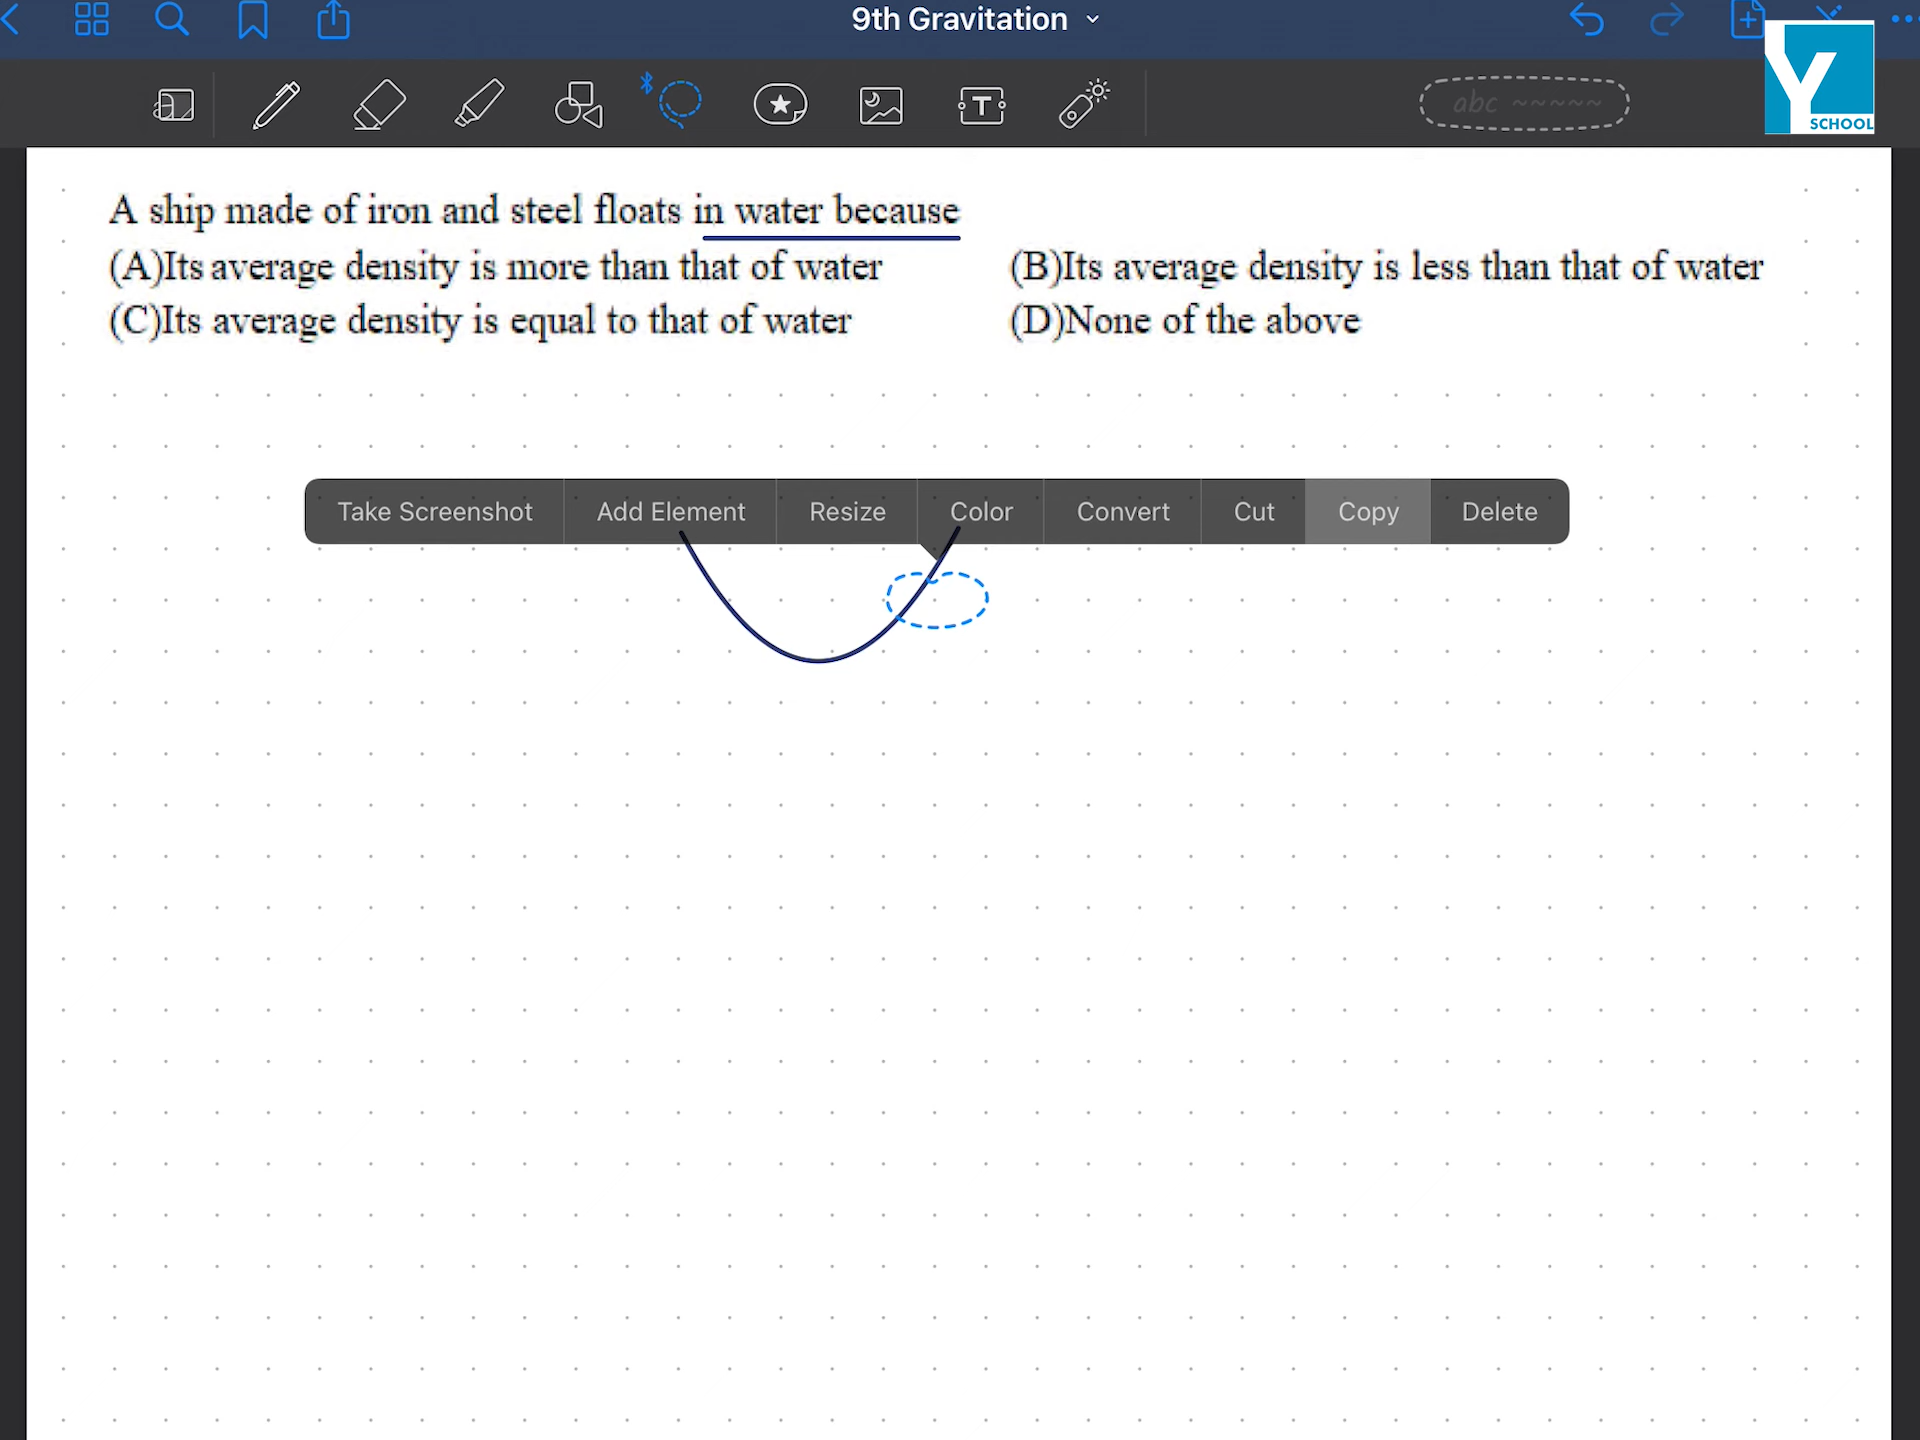 9th Gravitation
abc
Y
SCHOOL
A ship made of iron and steel floats in water because
(A)Its average density is more than that of water
(B)Its average density is less than that of water
(C)Its average density is equal to that of water
(D)None of the above
Take Screenshot Add Element Resize Color Convert Cut Copy Delete